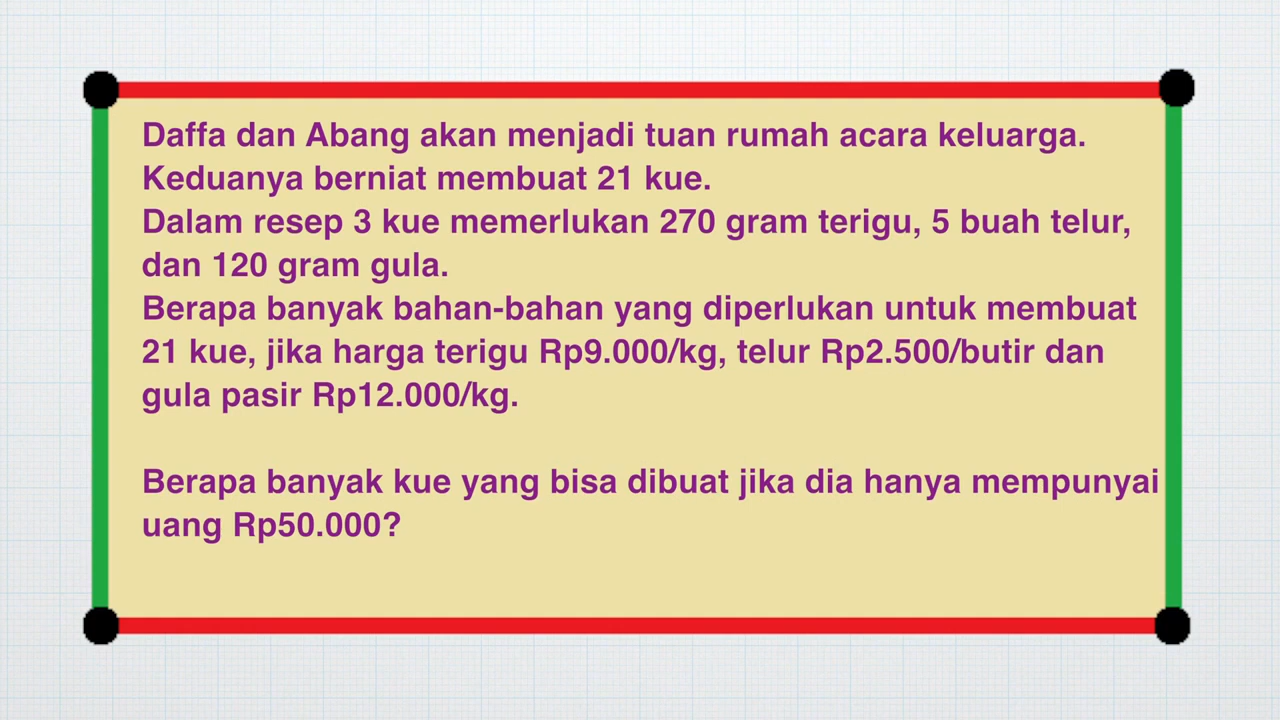 Daffa dan Abang akan menjadi tuan rumah acara keluarga.
Keduanya berniat membuat 21 kue.
Dalam resep 3 kue memerlukan 270 gram terigu, 5 buah telur,
dan 120 gram gula.
Berapa banyak bahan-bahan yang diperlukan untuk membuat
21 kue, jika harga terigu Rp9.000/kg, telur Rp2.500/butir dan
gula pasir Rp12.000/kg.
Berapa banyak kue yang bisa dibuat jika dia hanya mempunyai
uang Rp50.000?